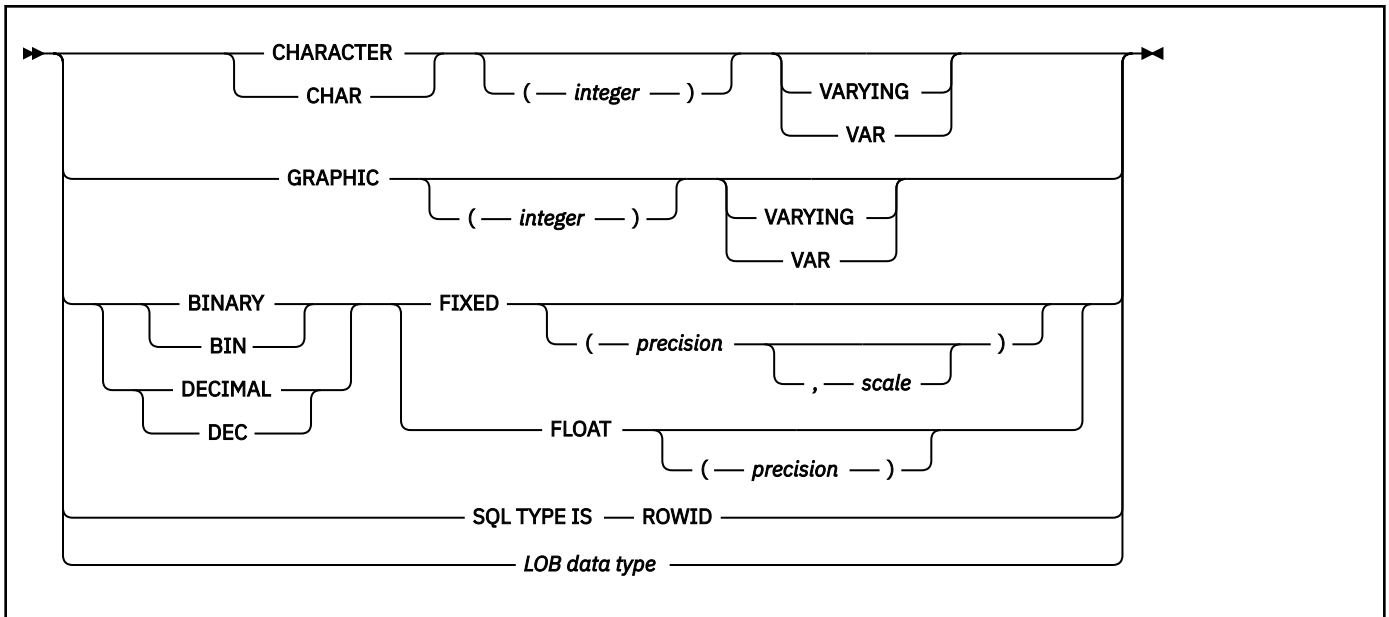 CHARACTER
CHAR
( integer )
VARYING
VAR
GRAPHIC
( integer )
VARYING
VAR
BINARY
BIN
DECIMAL
DEC
FIXED
( precision )
, scale
FLOAT
( precision )
SQL TYPE IS ROWID
LOB data type